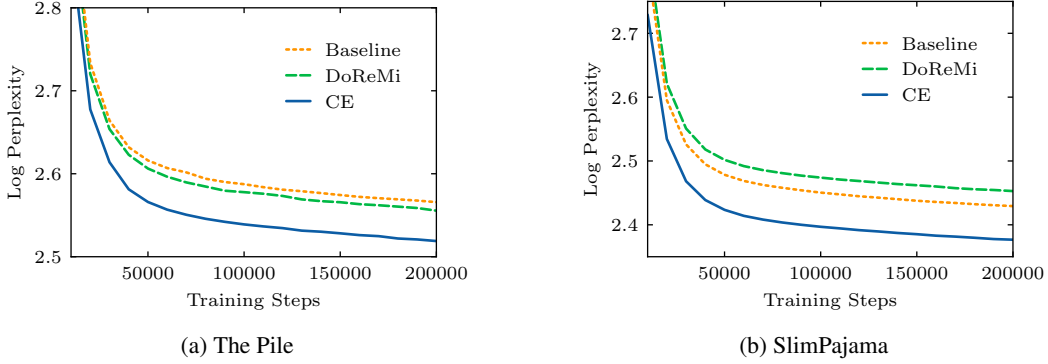 2.8
2.7
2.6
2.5
Log Perplexity
Baseline
DoReMi
CE
50000 100000 150000 200000
Training Steps
(a) The Pile
2.7
2.6
2.5
2.4
Log Perplexity
Baseline
DoReMi
CE
50000 100000 150000 200000
Training Steps
(b) SlimPajama